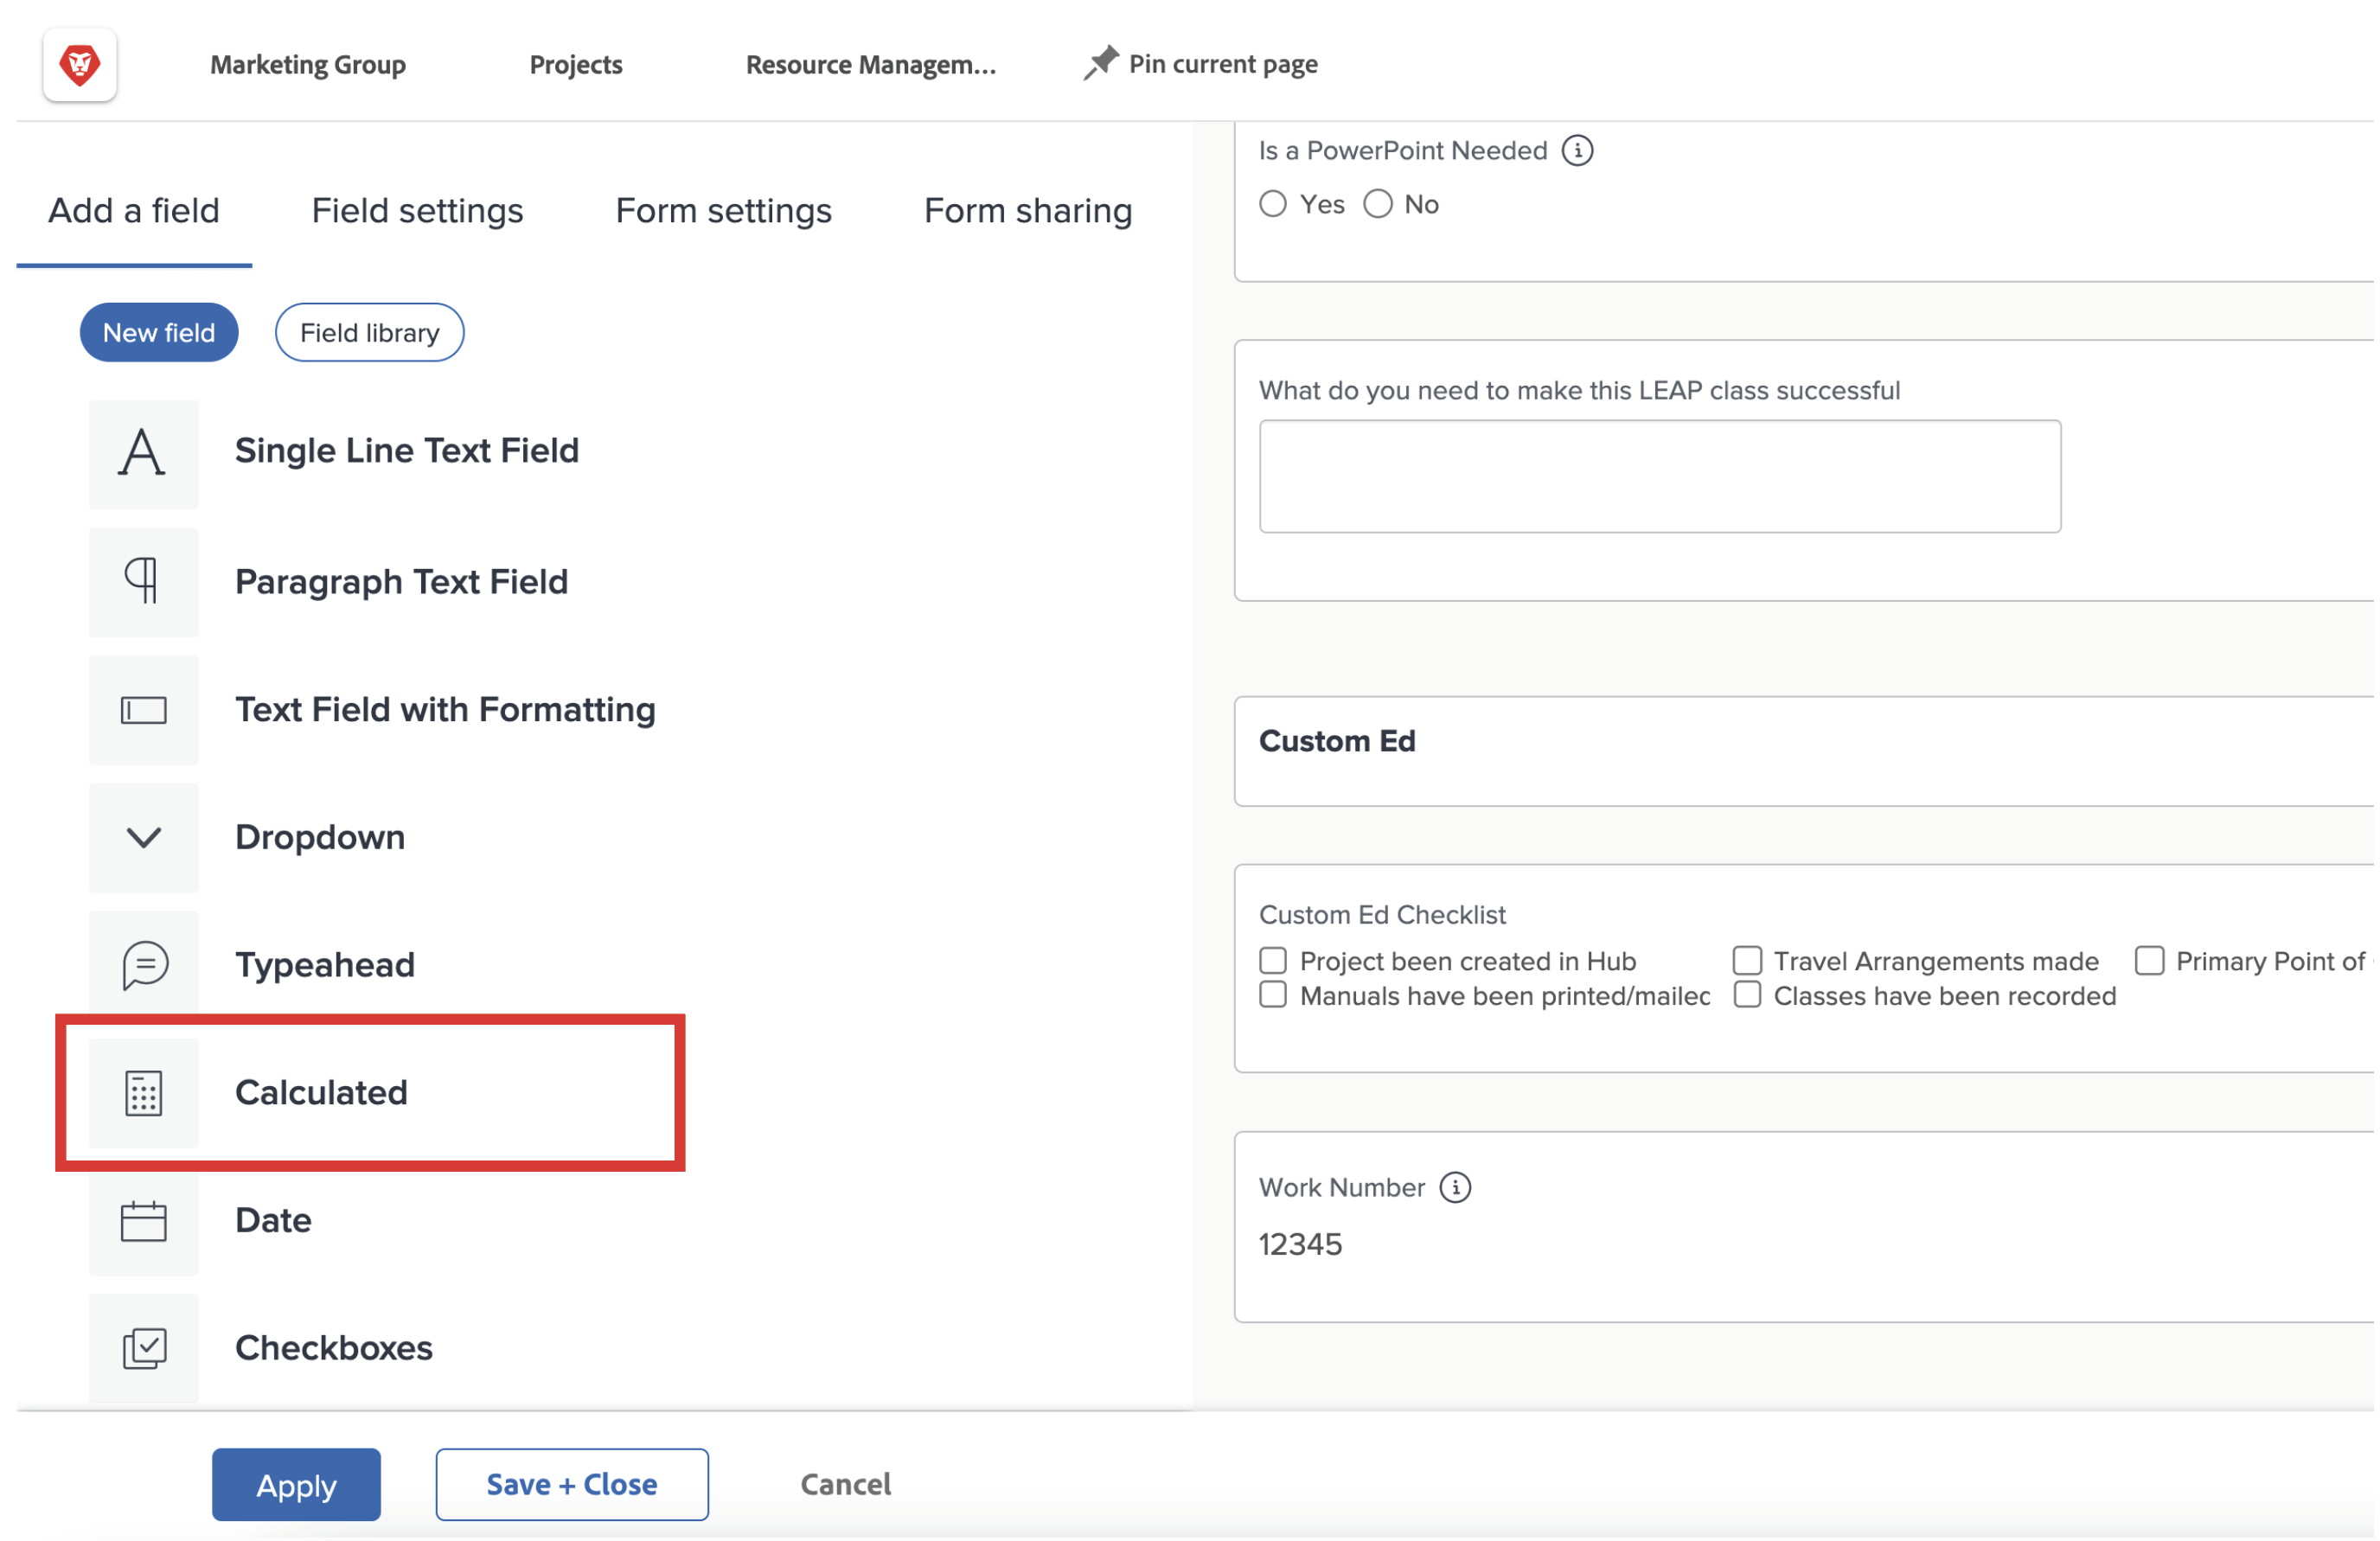 Marketing Group
Projects
Resource Managem...
Pin current page
Add a field
Field settings
Form settings
Form sharing
New field
Field library
Single Line Text Field
Paragraph Text Field
Text Field with Formatting
Dropdown
Typeahead
Calculated
Date
Checkboxes
Is a PowerPoint Needed
Yes
No
What do you need to make this LEAP class successful
Custom Ed
Custom Ed Checklist
Project been created in Hub
Travel Arrangements made
Primary Point of
Manuals have been printed/mailec
Classes have been recorded
Work Number
12345
Apply
Save + Close
Cancel